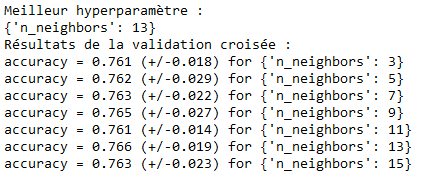 Meilleur hyperparamètre :
{'n_neighbors': 13}
Résultats de la validation croisée :
accuracy = 0.761 (+/-0.018) for {'n_neighbors': 3}
accuracy = 0.762 (+/-0.029) for {'n_neighbors': 5}
accuracy = 0.763 (+/-0.022) for {'n_neighbors': 7}
accuracy = 0.765 (+/-0.027) for {'n_neighbors': 9}
accuracy = 0.761 (+/-0.014) for {'n_neighbors': 11}
accuracy = 0.766 (+/-0.019) for {'n_neighbors': 13}
accuracy = 0.763 (+/-0.023) for {'n_neighbors': 15}